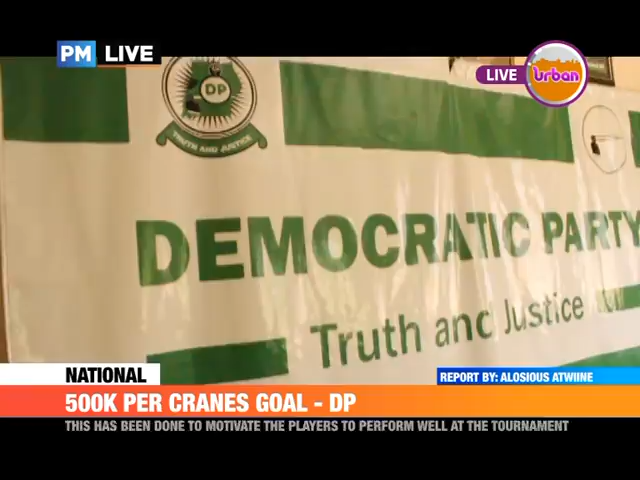 PM LIVE
LIVE Urban
DP
TRUTH AND JUSTICE
DEMOCRATIC PARTY
Truth and Justice
NATIONAL
REPORT BY: ALOSIOUS ATWIINE
500K PER CRANES GOAL - DP
THIS HAS BEEN DONE TO MOTIVATE THE PLAYERS TO PERFORM WELL AT THE TOURNAMENT